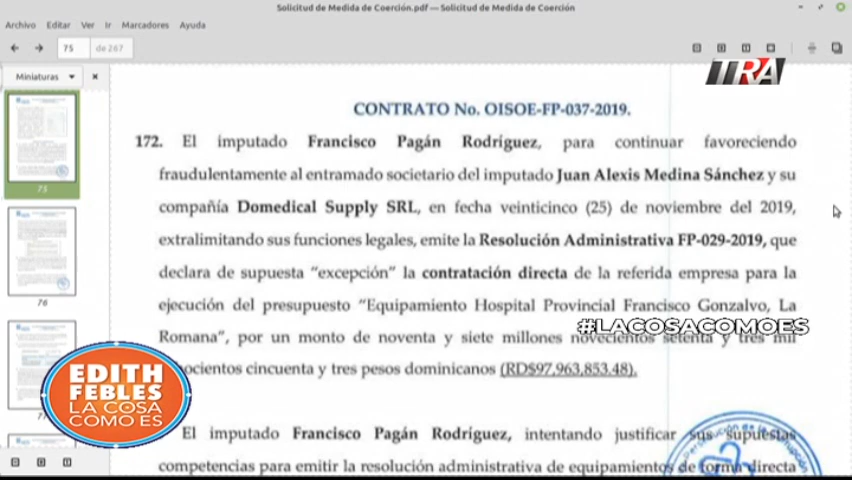 Solicitud de Medida de Coerción.pdf — Solicitud de Medida de Coerción
Archivo Editar Ver Ir Marcadores Ayuda
75 de 267
Miniaturas
TRA
CONTRATO No. OISOE-FP-037-2019.
172. El imputado Francisco Pagán Rodríguez, para continuar favoreciendo
fraudulentamente al entramado societario del imputado Juan Alexis Medina Sánchez y su
compañía Domedical Supply SRL, en fecha veinticinco (25) de noviembre del 2019,
extralimitando sus funciones legales, emite la Resolución Administrativa FP-029-2019, que
declara de supuesta "excepción" la contratación directa de la referida empresa para la
ejecución del presupuesto "Equipamiento Hospital Provincial Francisco Gonzalvo, La
Romana", por un monto de noventa y siete millones novecientos setenta y tres mil
#LACOSACOMOES
ocientos cincuenta y tres pesos dominicanos (RD$97,963,853.48).
El imputado Francisco Pagán Rodríguez, intentando justificar sus supuestas
competencias para emitir la resolución administrativa de equipamientos de forma directa
75
76
EDITH
FEBLES
LA COSA
COMO ES